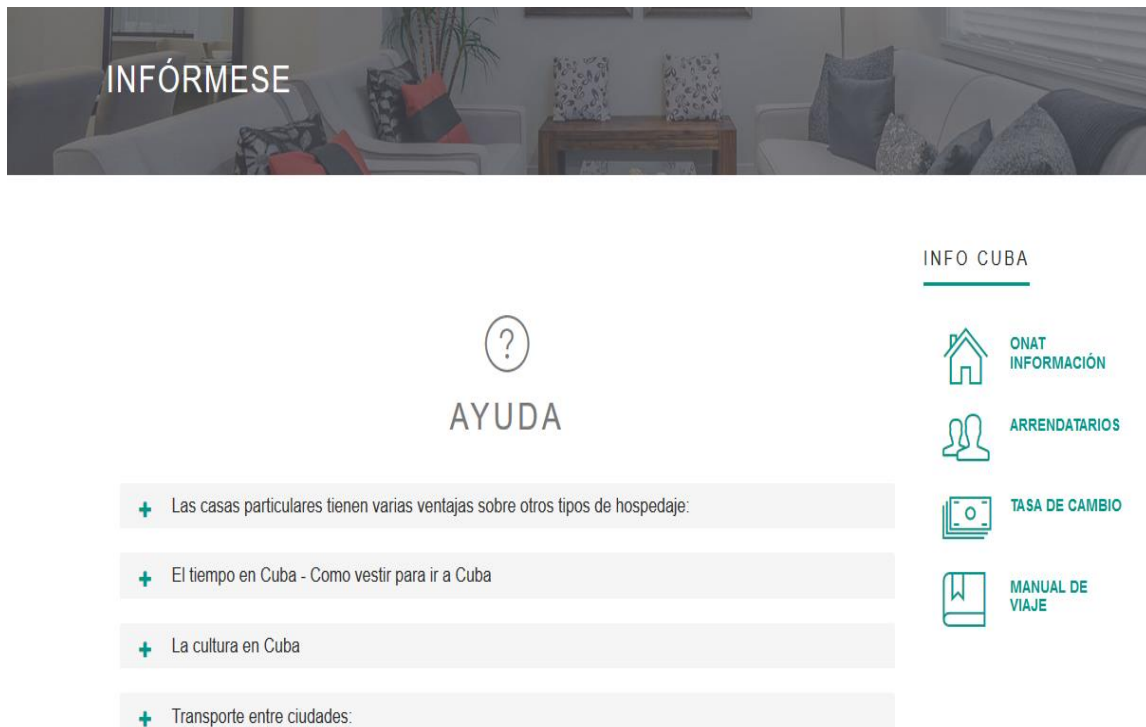 INFÓRMESE
INFO CUBA
?
AYUDA
ONAT
INFORMACIÓN
ARRENDATARIOS
TASA DE CAMBIO
MANUAL DE
VIAJE
Las casas particulares tienen varias ventajas sobre otros tipos de hospedaje:
El tiempo en Cuba - Como vestir para ir a Cuba
La cultura en Cuba
Transporte entre ciudades: